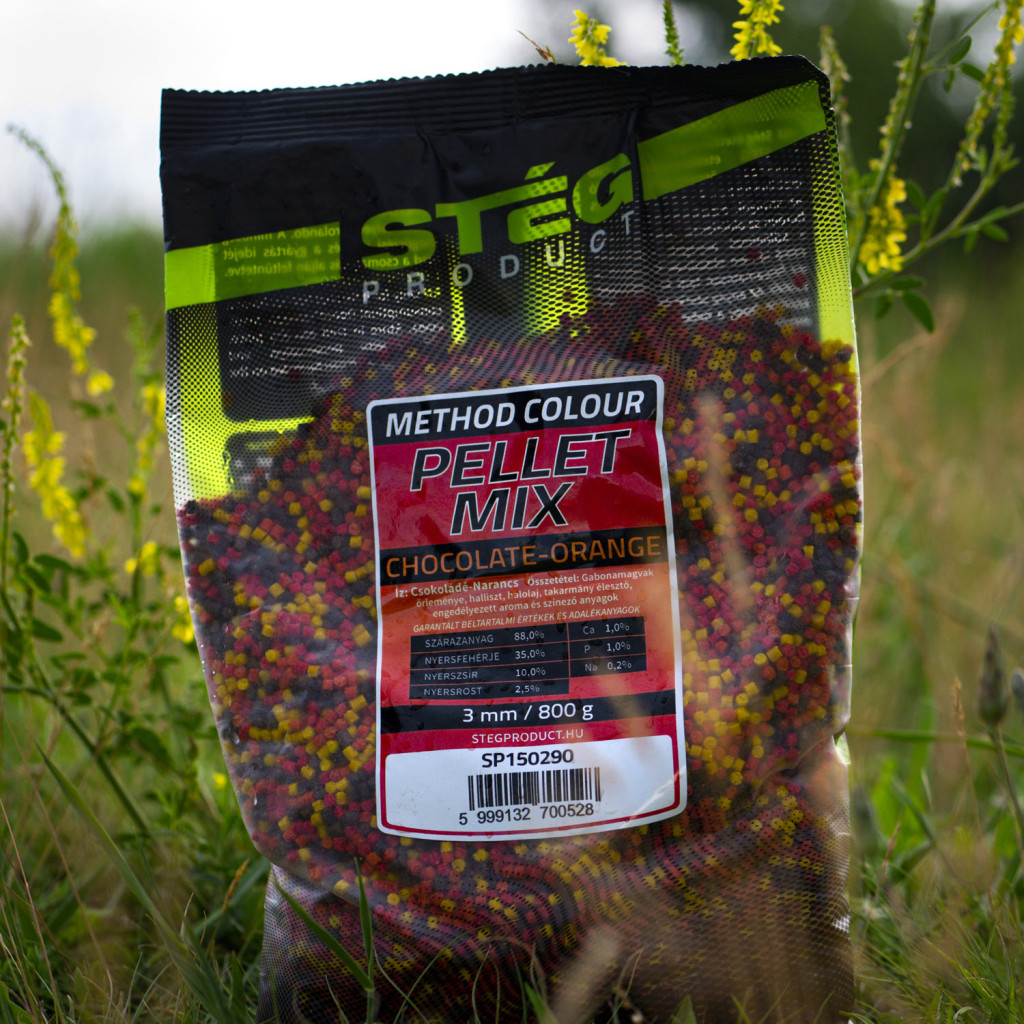 STÉG
PRODUCT
METHOD COLOUR
PELLET
MIX
CHOCOLATE-ORANGE
Íz: Csokoládé-Narancs Összetétel: Gabonamagvak
őrleménye, halliszt, halolaj, takarmány élesztő,
engedélyezett aroma és színező anyagok
GARANTÁLT BELTARTALMI ÉRTÉKEK ÉS ADALÉKANYAGOK
SZÁRAZANYAG 88,0% Ca 1,0%
NYERSFEHÉRJE 35,0% P 1,0%
NYERSZSÍR 10,0% Na 0,2%
NYERSROST 2,5%
3 mm / 800 g
STEGPRODUCT.HU
SP150290
5 999132 700528